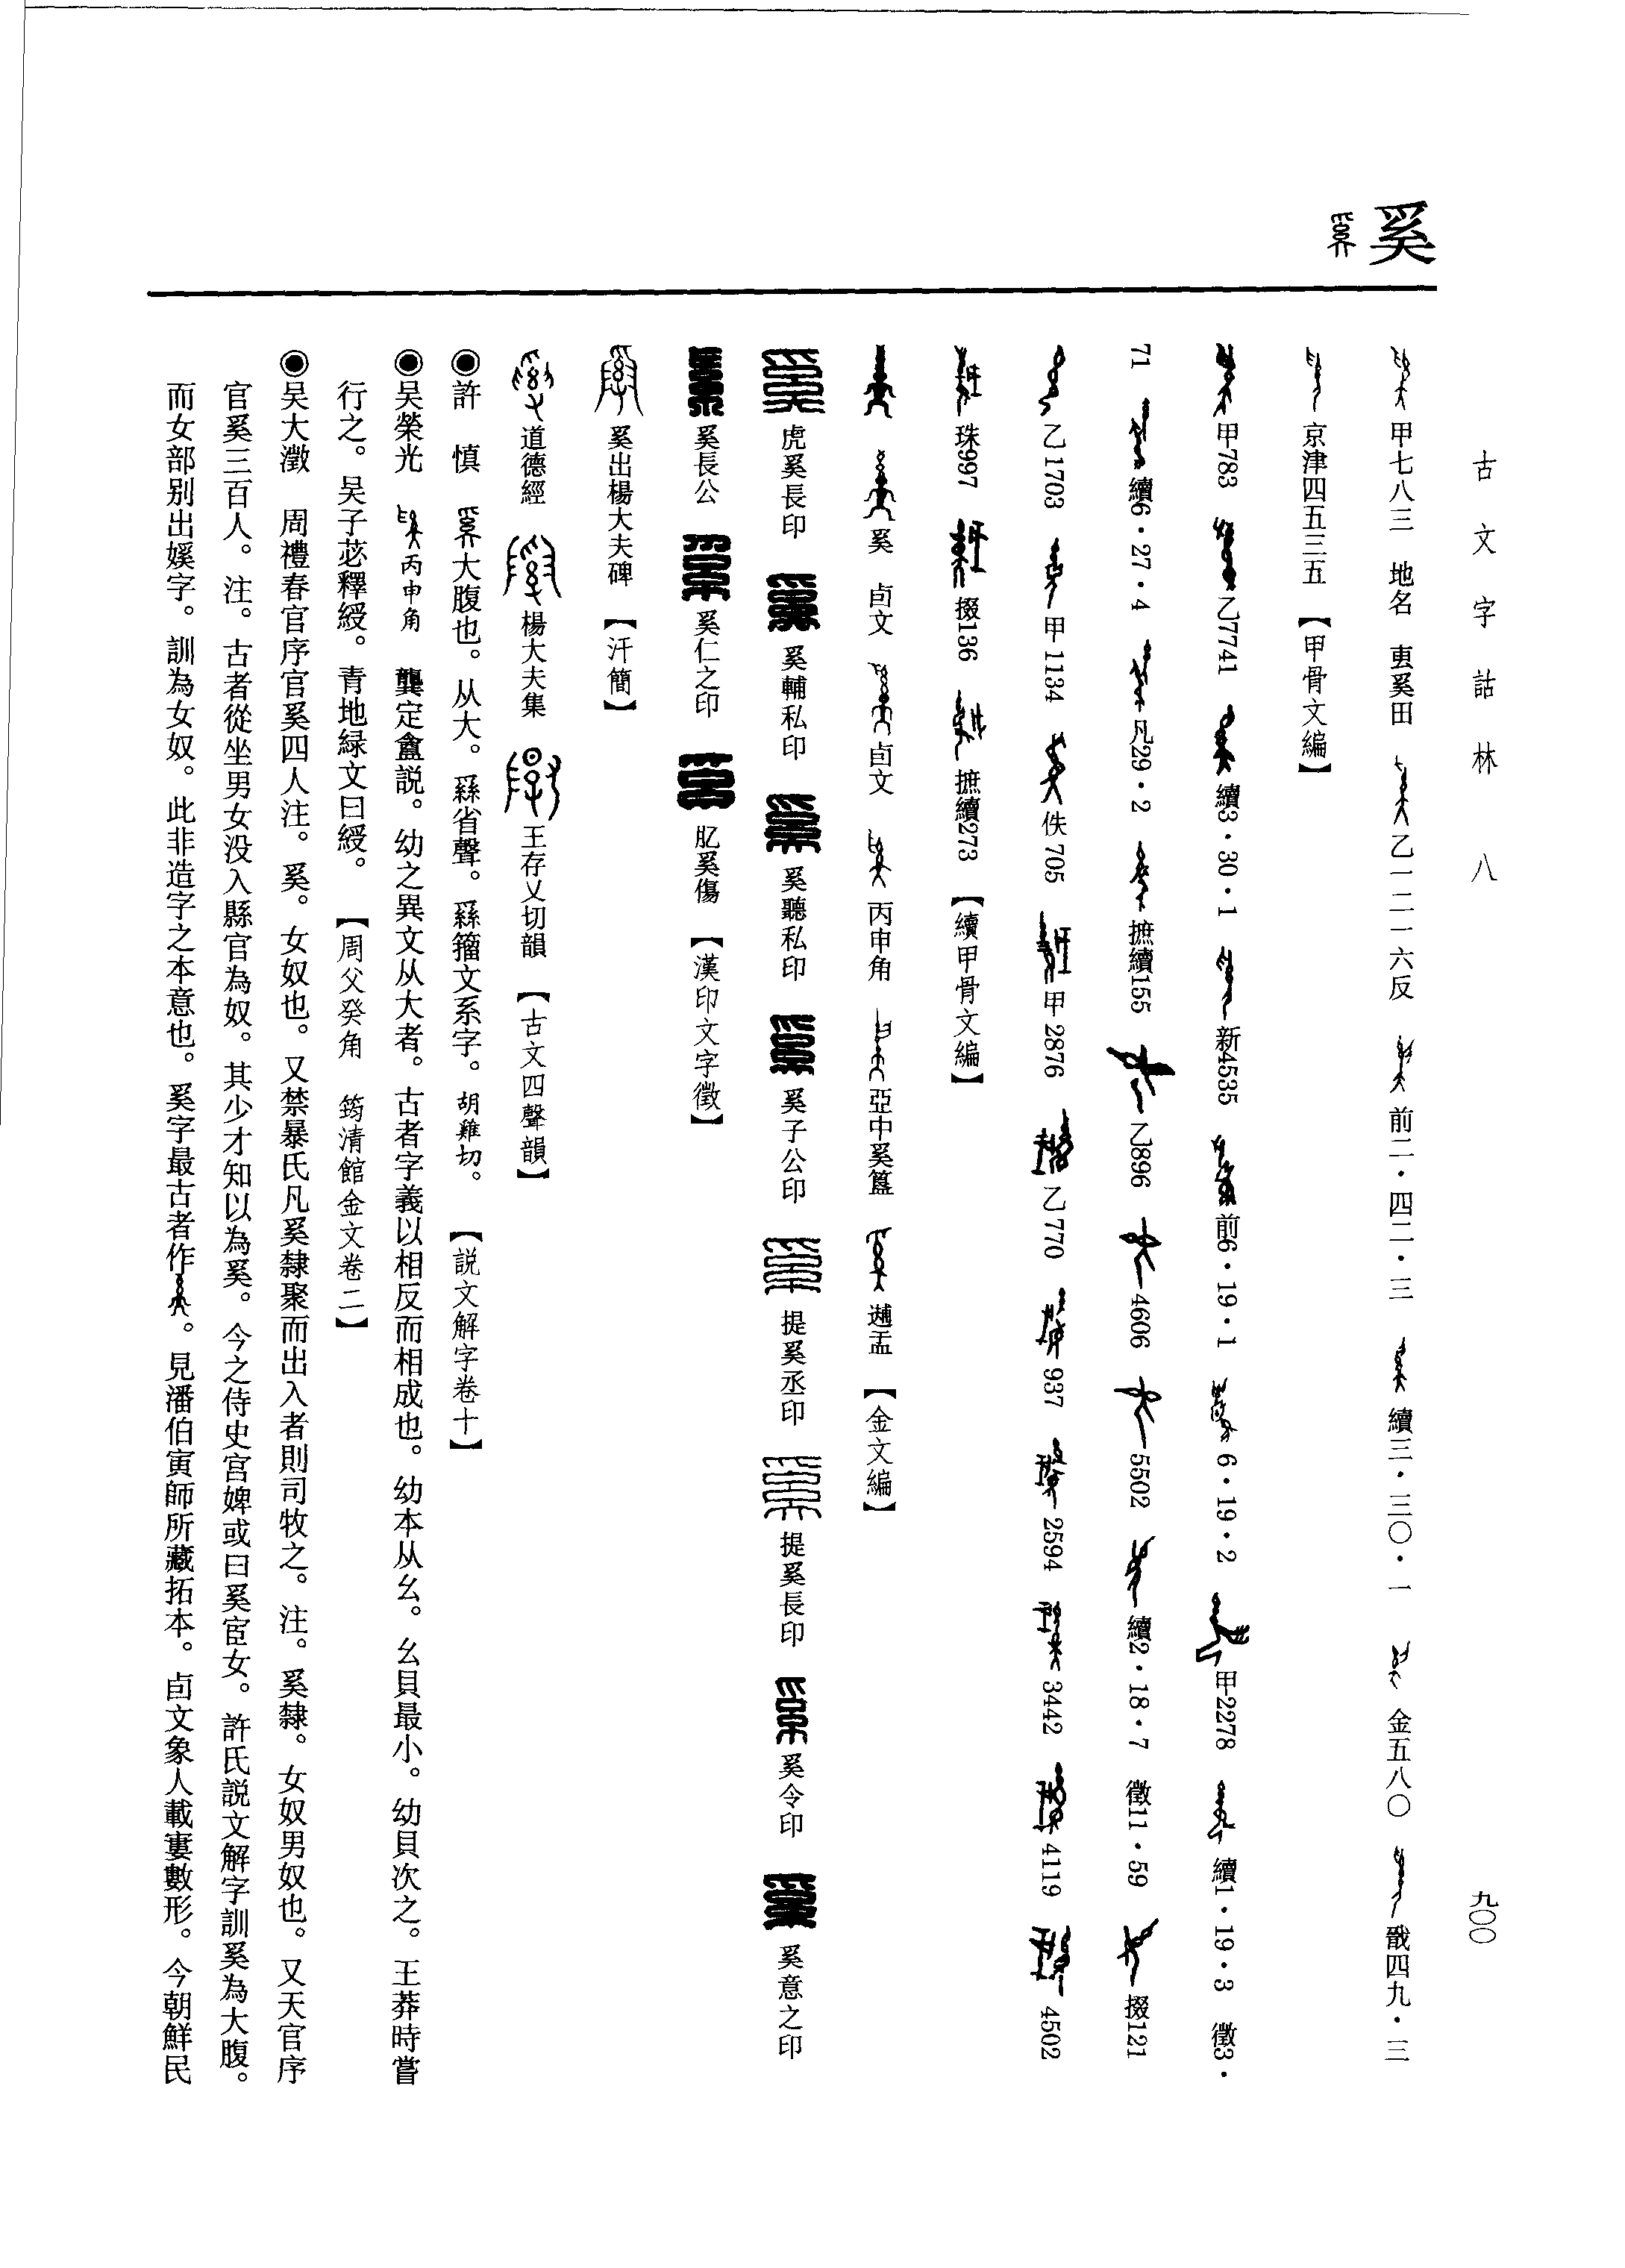 古文字詁林 八
九〇〇
奚
甲七八三 地名 叀奚田 乙一二一六反 前二・四二・三 續三・三〇・一 金五八〇 戩四九・三
京津四五三五 【甲骨文編】
甲783 乙7741 續3・30・1 新4535 前6・19・1 6・19・2 甲2278 續1・19・3 徵3・
71 續6・27・4 凡29・2 摭續155 乙896 4606 5502 續2・18・7 徵11・59 掇121
乙1703 甲1134 佚705 甲2876 乙770 937 2594 3442 4119 4502
珠997 掇136 摭續273 【續甲骨文編】
奚 卣文 卣文 丙申角 亞中奚簋 趰盂 【金文編】
虎奚長印 奚輔私印 奚聽私印 奚子公印 提奚丞印 提奚長印 奚令印 奚意之印
奚長公 奚仁之印 奚傷 【漢印文字徵】
奚出楊大夫碑 【汗簡】
道德經 楊大夫集 王存乂切韻 【古文四聲韻】
◉許 慎 大腹也。从大。䌛省聲。䌛籀文系字。胡雞切。 【説文解字卷十】
◉吴榮光 丙申角 龔定盦説。幼之異文从大者。古者字義以相反而相成也。幼本从幺。幺貝最小。幼貝次之。王莽時嘗
行之。吴子苾釋綬。青地緑文曰綬。 【周父癸角 筠清館金文卷二】
◉吴大澂 周禮春官序官奚四人注。奚。女奴也。又禁暴氏凡奚隸聚而出入者則司牧之。注。奚隸。女奴男奴也。又天官序
官奚三百人。注。古者從坐男女没入縣官為奴。其少才知以為奚。今之侍史官婢或曰奚宦女。許氏説文解字訓奚為大腹。
而女部别出媛字。訓為女奴。此非造字之本意也。奚字最古者作。見潘伯寅師所藏拓本。卣文象人載寠數形。今朝鮮民